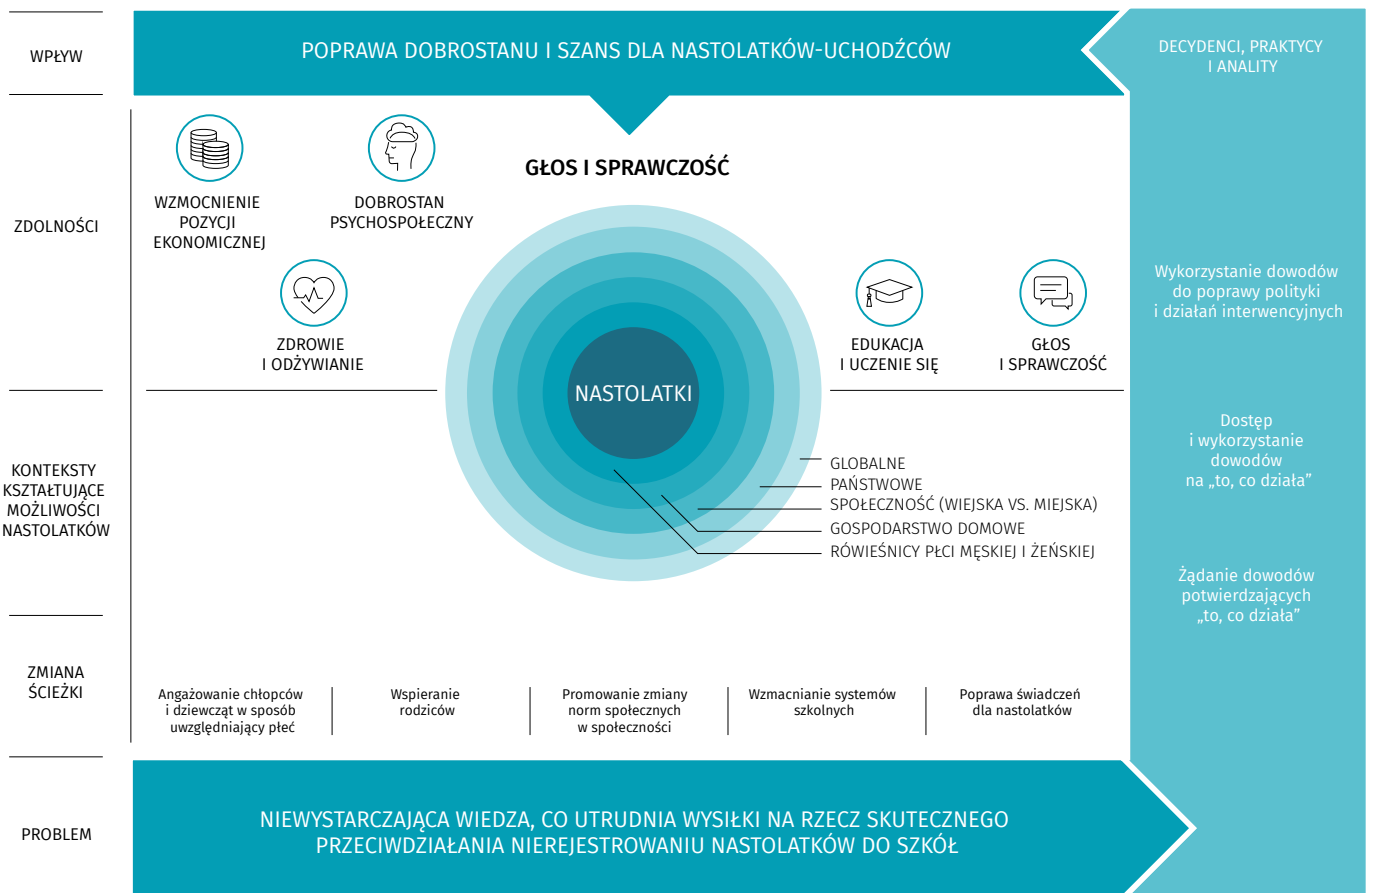 WPŁYW
POPRAWA DOBROSTANU I SZANS DLA NASTOLATKÓW-UCHODŹCÓW
DECYDENCI, PRAKTYCY
I ANALITY
ZDOLNOŚCI
WZMOCNIENIE
POZYCJI
EKONOMICZNEJ
DOBROSTAN
PSYCHOSPOŁECZNY
GŁOS I SPRAWCZOŚĆ
ZDROWIE
I ODŻYWIANIE
EDUKACJA
I UCZENIE SIĘ
GŁOS
I SPRAWCZOŚĆ
Wykorzystanie dowodów
do poprawy polityki
i działań interwencyjnych
NASTOLATKI
KONTEKSTY
KSZTAŁTUJĄCE
MOŻLIWOŚCI
NASTOLATKÓW
GLOBALNE
PAŃSTWOWE
SPOŁECZNOŚĆ (WIEJSKA VS. MIEJSKA)
GOSPODARSTWO DOMOWE
RÓWIEŚNICY PŁCI MĘSKIEJ I ŻEŃSKIEJ
Dostęp
i wykorzystanie
dowodów
na „to, co działa”
Żądanie dowodów
potwierdzających
„to, co działa”
ZMIANA
ŚCIEŻKI
Angażowanie chłopców
i dziewcząt w sposób
uwzględniający płeć
Wspieranie
rodziców
Promowanie zmiany
norm społecznych
w społeczności
Wzmacnianie systemów
szkolnych
Poprawa świadczeń
dla nastolatków
PROBLEM
NIEWYSTARCZAJĄCA WIEDZA, CO UTRUDNIA WYSIŁKI NA RZECZ SKUTECZNEGO
PRZECIWDZIAŁANIA NIEREJESTROWANIU NASTOLATKÓW DO SZKÓŁ